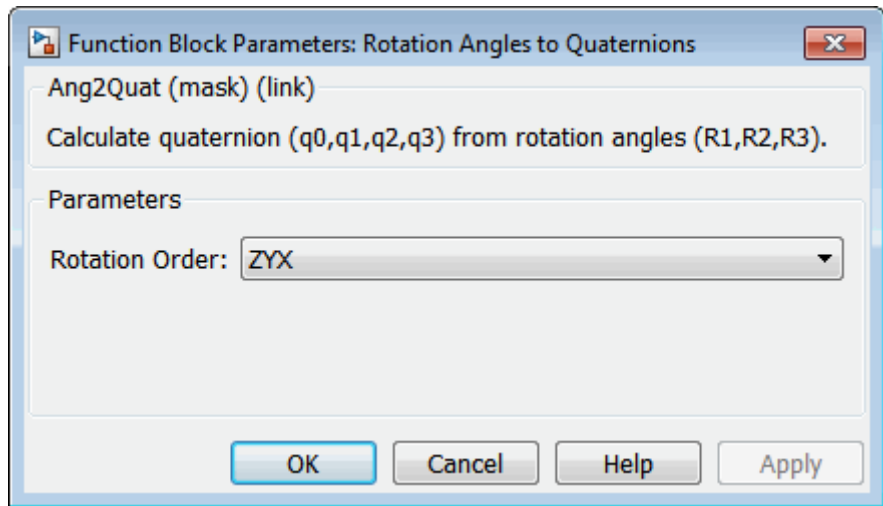 Function Block Parameters: Rotation Angles to Quaternions
Ang2Quat (mask) (link)
Calculate quaternion (q0,q1,q2,q3) from rotation angles (R1,R2,R3).
Parameters
Rotation Order: ZYX
OK Cancel Help Apply